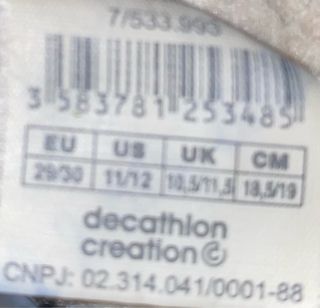 7/533.993
3 583781 253485
EU US UK CM
29/30 11/12 10,5/11,5 18,5/19
decathlon
creation©
CNPJ: 02.314.041/0001-88